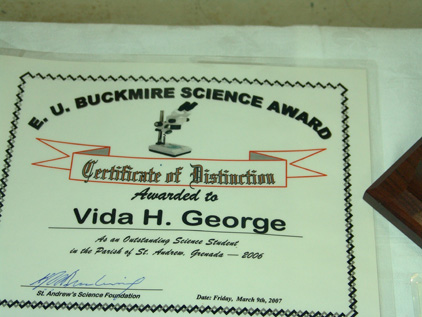 E. U. BUCKMIRE SCIENCE AWARD
Certificate of Distinction
Awarded to
Vida H. George
As an Outstanding Science Student
in the Parish of St. Andrew, Grenada — 2006
St. Andrew's Science Foundation
Date: Friday, March 9th, 2007